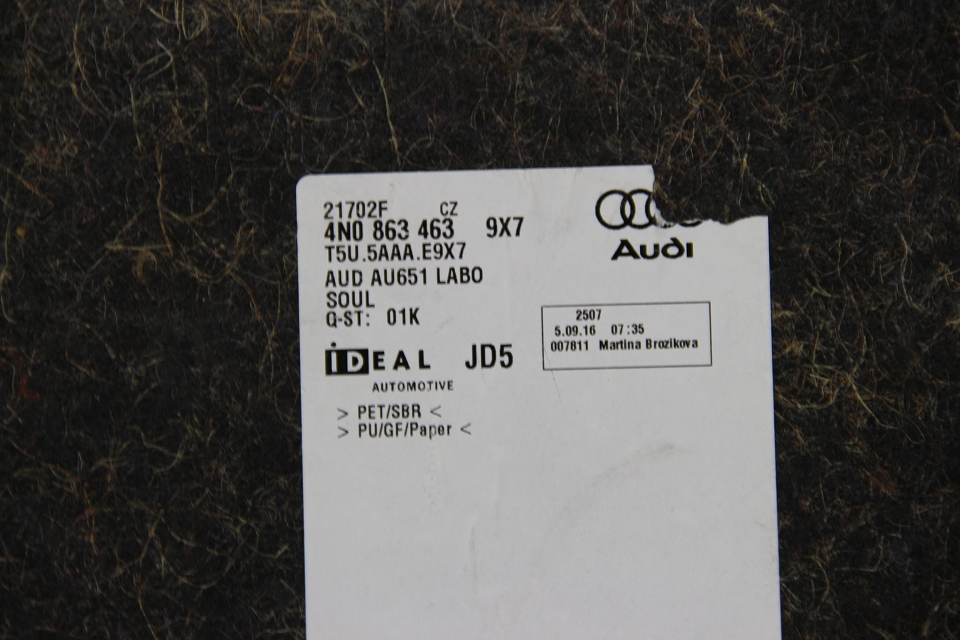 21702F CZ
4N0 863 463 9X7
T5U.5AAA.E9X7
AUD AU651 LABO
SOUL
Q-ST: 01K
Audi
2507
5.09.16 07:35
007811 Martina Brozikova
iDEAL JD5
AUTOMOTIVE
> PET/SBR <
> PU/GF/Paper <